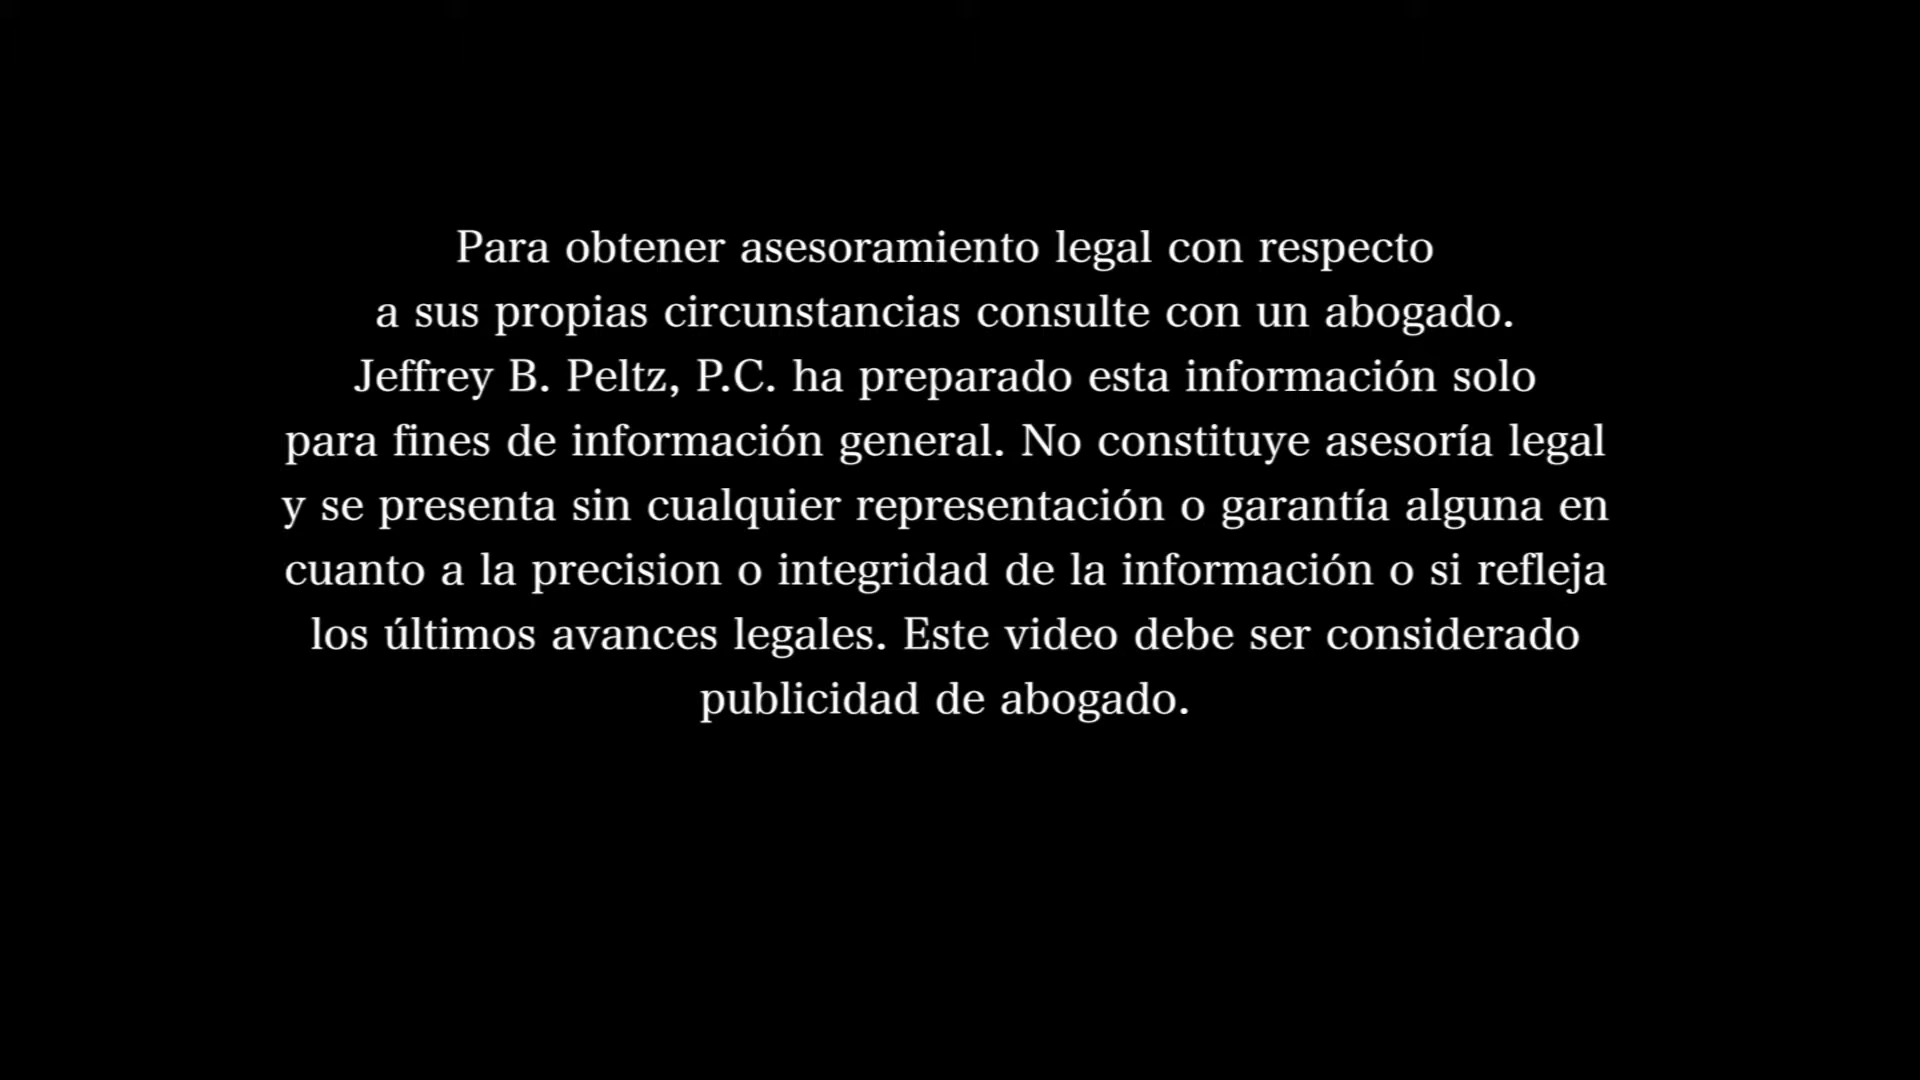 Para obtener asesoramiento legal con respecto
a sus propias circunstancias consulte con un abogado.
Jeffrey B. Peltz, P.C. ha preparado esta información solo
para fines de información general. No constituye asesoría legal
y se presenta sin cualquier representación o garantía alguna en
cuanto a la precision o integridad de la información o si refleja
los últimos avances legales. Este video debe ser considerado
publicidad de abogado.